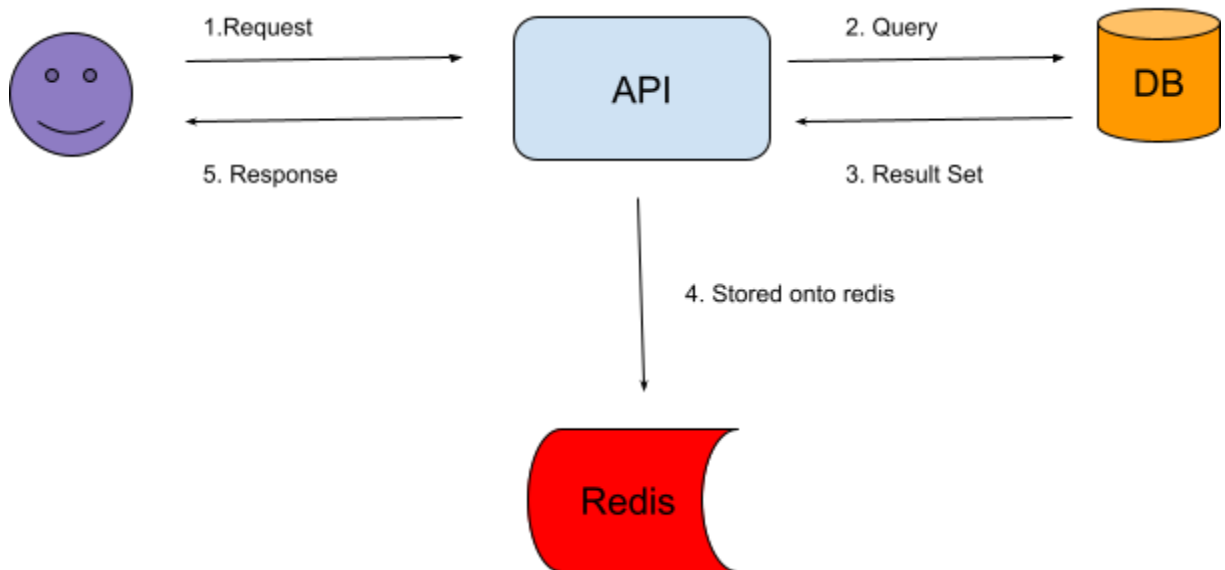 1.Request
2. Query
API
DB
5. Response
3. Result Set
4. Stored onto redis
Redis